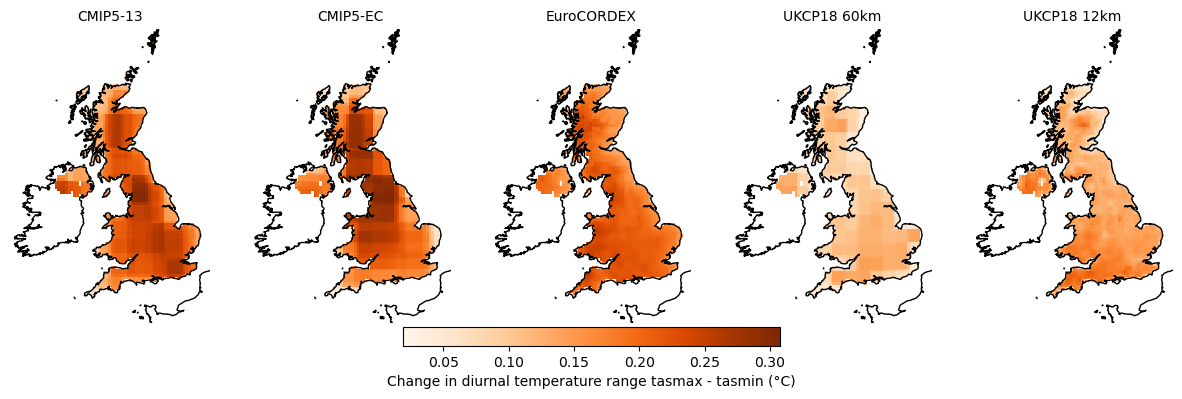 CMIP5-13 CMIP5-EC EuroCORDEX UKCP18 60km UKCP18 12km
0.05 0.10 0.15 0.20 0.25 0.30
Change in diurnal temperature range tasmax - tasmin (°C)